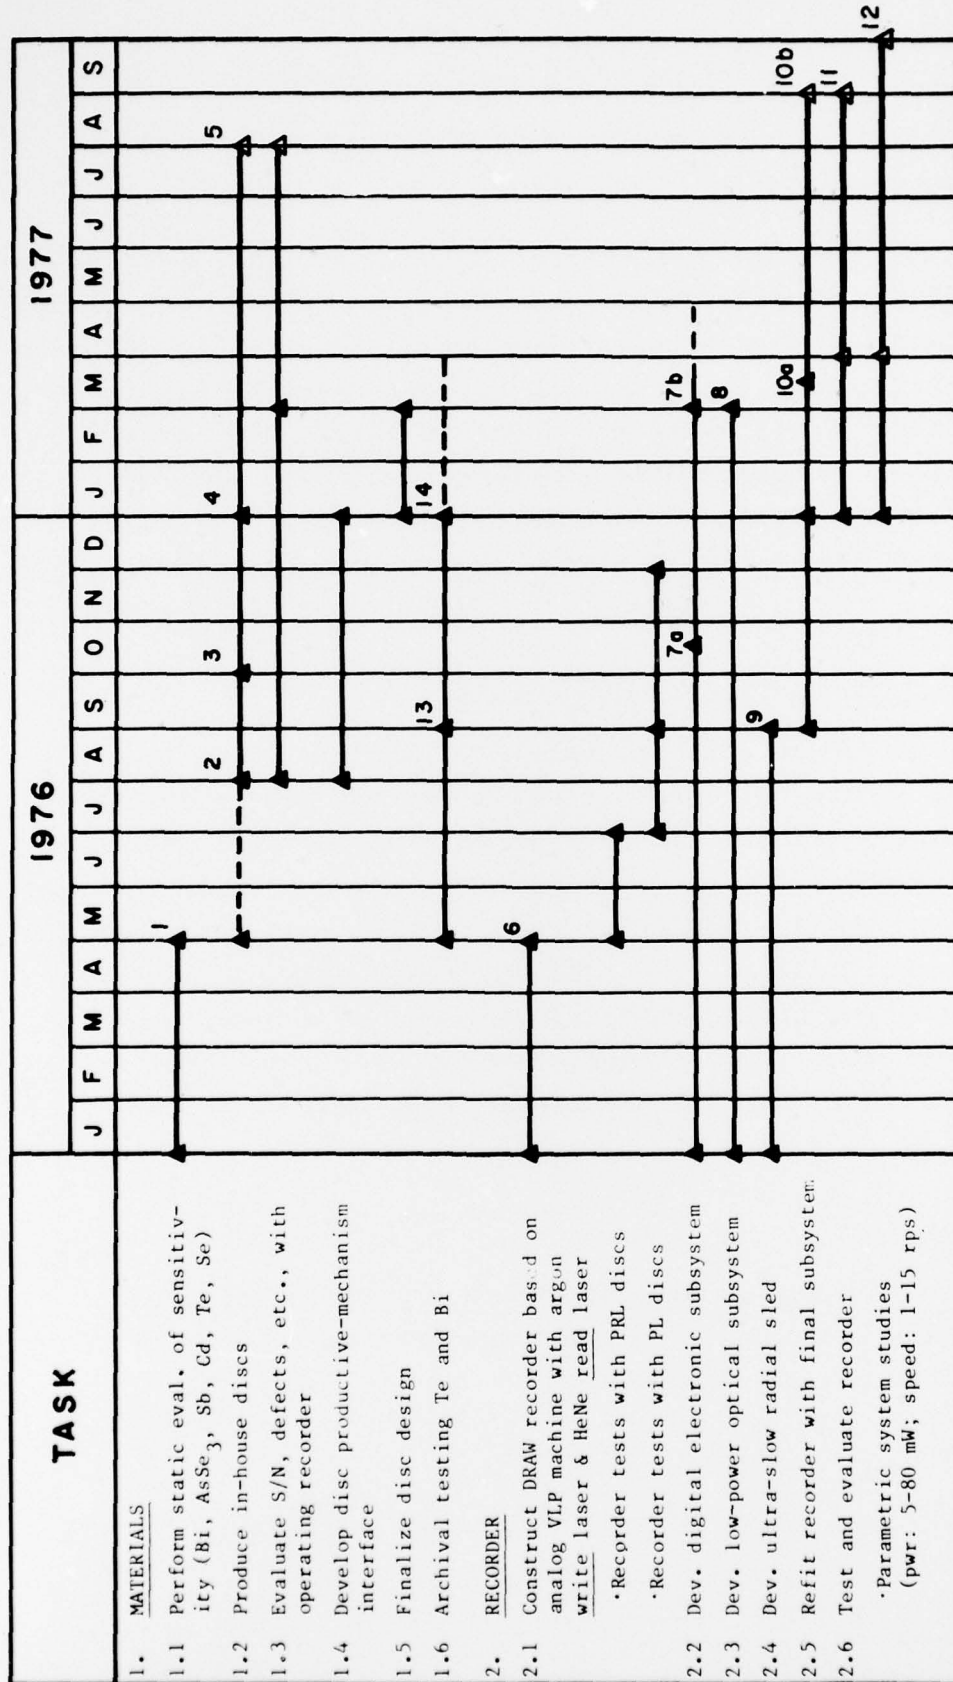 TASK
1976
1977
J F M A M J J A S O N D J F M A M J J A S
1. MATERIALS
1.1 Perform static eval. of sensitiv-
ity (Bi, AsSe3, Sb, Cd, Te, Se)
1
1.2 Produce in-house discs
2 3 4 5
1.3 Evaluate S/N, defects, etc., with
operating recorder
1.4 Develop disc productive-mechanism
interface
1.5 Finalize disc design
1.6 Archival testing Te and Bi
13 14
2. RECORDER
2.1 Construct DRAW recorder based on
analog VLP machine with argon
write laser & HeNe read laser
6
·Recorder tests with PRL discs
·Recorder tests with PL discs
2.2 Dev. digital electronic subsystem
7a 7b
2.3 Dev. low-power optical subsystem
8
2.4 Dev. ultra-slow radial sled
9
2.5 Refit recorder with final subsystem
10a 10b
2.6 Test and evaluate recorder
11
·Parametric system studies
(pwr: 5-80 mW; speed: 1-15 rps)
12